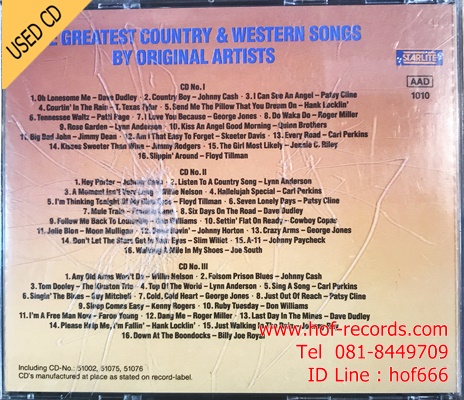 USED CD
GREATEST COUNTRY & WESTERN SONGS
BY ORIGINAL ARTISTS
STARLITE
AAD
1010
CD No. I
1.Oh Lonesome Me – Dave Dudley · 2. Country Boy – Johnny Cash · 3.I Can See An Angel – Patsy Cline
4. Courtin' In The Rain – T. Texas Tyler · 5. Send Me The Pillow That You Dream On – Hank Locklin'
6.Tennessee Waltz – Patti Page · 7.I Love You Because – George Jones · 8. Do Waka Do – Roger Miller
9. Rose Garden – Lynn Anderson · 10. Kiss An Angel Good Morning – Quinn Brothers
11. Big Bad John – Jimmy Dean · 12. Am I That Easy To Forget – Skeeter Davis · 13. Every Road – Carl Perkins
14. Kisses Sweeter Than Wine – Jimmy Rodgers · 15. The Girl Most Likely – Jeanie C. Riley
16. Slippin' Around – Floyd Tillman
CD No. II
1. Hey Porter – Johnny Cash · 2. Listen To A Country Song – Lynn Anderson
3. A Moment Isn't Very Long – Willie Nelson · 4. Hallelujah Special – Carl Perkins
5. I'm Thinking Tonight Of My Blue Eyes – Floyd Tillman · 6. Seven Lonely Days – Patsy Cline
7. Mule Train – Frankie Laine · 8. Six Days On The Road – Dave Dudley
9. Follow Me Back To Louisville – Don Williams · 10. Settin' Flat On Ready – Cowboy Copas
11. Jolie Blon – Moon Mulligan · 12. Devil – Johnny Horton · 13. Crazy Arms – George Jones
14. Don't Let The Stars Get In Your Eyes – Slim Willet · 15. A-11 – Johnny Paycheck
16. Walking A Mile In My Shoes – Joe South
CD No. III
1. Any Old Arms Won't Do – Willin Nelson · 2. Folsom Prison Blues – Johnny Cash
3. Tom Dooley – The Kingston Trio · 4. Top Of The World – Lynn Anderson · 5. Sing A Song – Carl Perkins
6. Singin' The Blues – Guy Mitchell · 7. Cold, Cold Heart – George Jones · 8.Just Out Of Reach – Patsy Cline
9. Sleep Comes Easy – Kenny Rogers · 10. Ruby Tuesday – Don Williams
11. I'm A Free Man Now – Faron Young · 12. Dang Me – Roger Miller · 13. Last Day In The Mines – Dave Dudley
14. Please Help Me, I'm Fallin' – Hank Locklin' · 15. Just Walking In The Rain – Johnny Ray
16. Down At The Boondocks – Billy Joe Royal
Including CD-No.: 51002, 51075, 51076
CD's manufactured at place as stated on record-label.
www.hof-records.com
Tel 081-8449709
ID Line : hof666